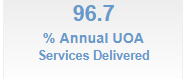 96.7
% Annual UOA
Services Delivered